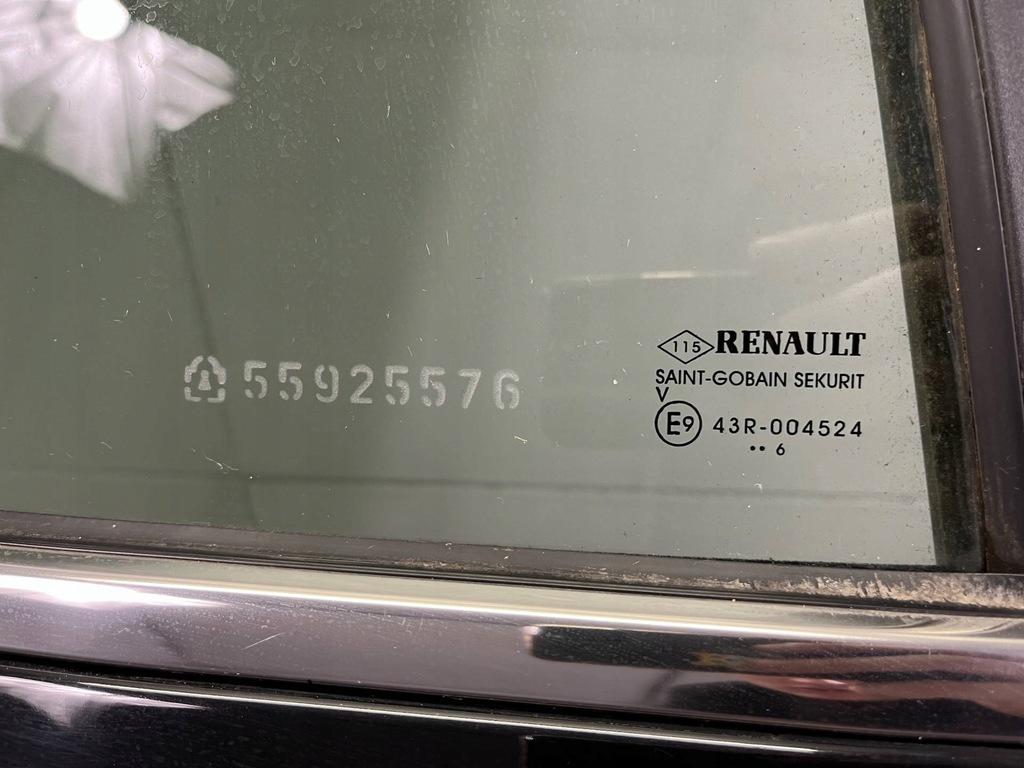 55925576
115 RENAULT
SAINT-GOBAIN SEKURIT
V
E9 43R-004524
•• 6